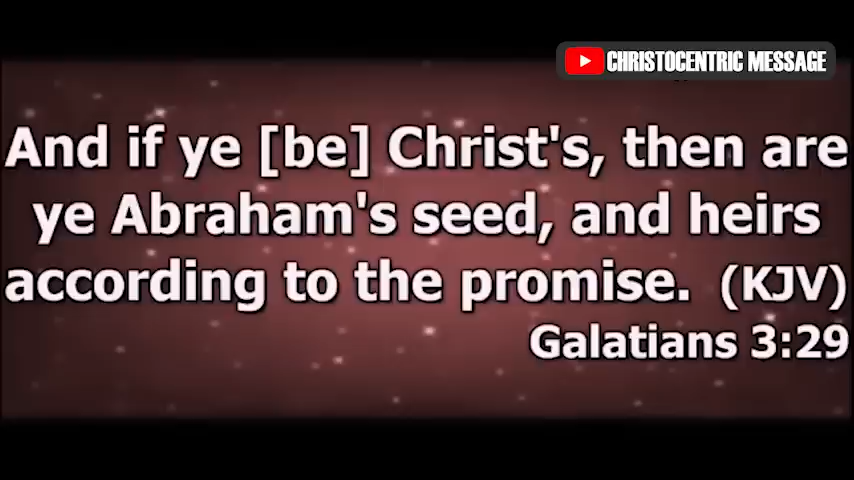 CHRISTOCENTRIC MESSAGE
And if ye [be] Christ's, then are
ye Abraham's seed, and heirs
according to the promise. (KJV)
Galatians 3:29